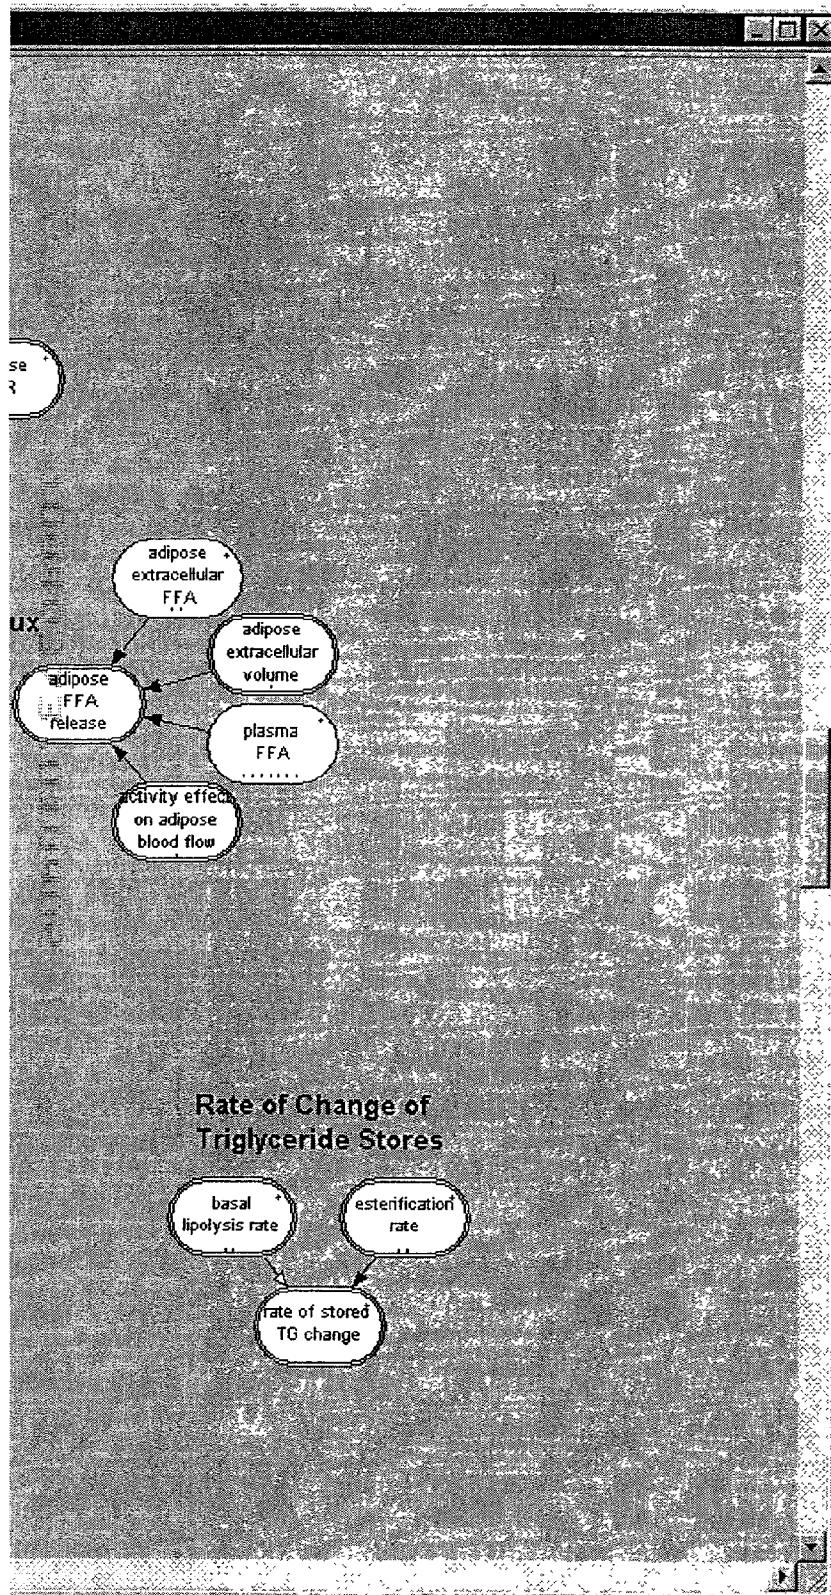 se
R
adipose
extracellular
FFA
ux
adipose
extracellular
volume
adipose
FFA
release
plasma
FFA
activity effect
on adipose
blood flow
Rate of Change of
Triglyceride Stores
basal
lipolysis rate
esterification
rate
rate of stored
TG change